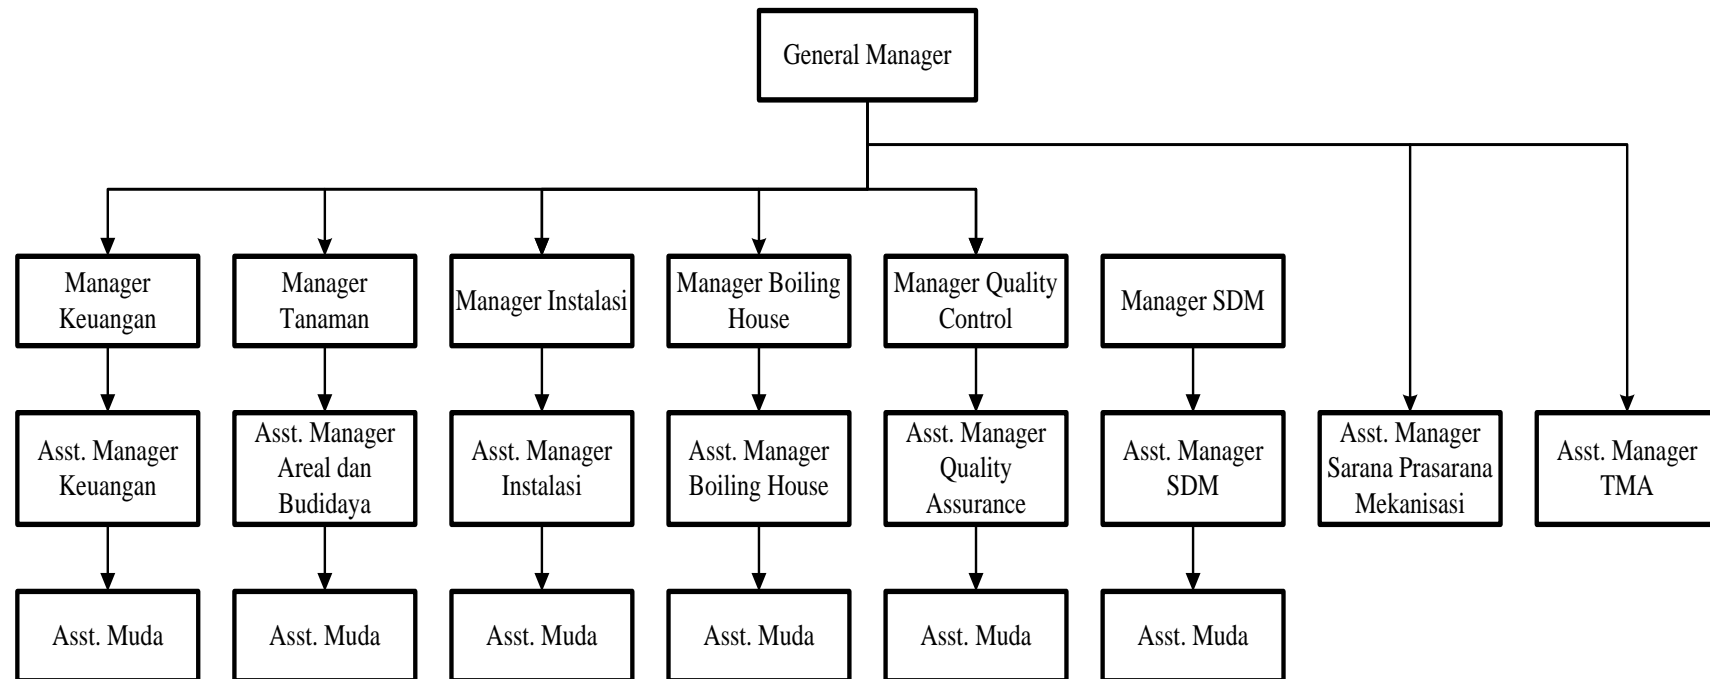 General Manager
Manager
Keuangan
Manager
Tanaman
Manager Instalasi
Manager Boiling
House
Manager Quality
Control
Manager SDM
Asst. Manager
Keuangan
Asst. Manager
Areal dan
Budidaya
Asst. Manager
Instalasi
Asst. Manager
Boiling House
Asst. Manager
Quality
Assurance
Asst. Manager
SDM
Asst. Manager
Sarana Prasarana
Mekanisasi
Asst. Manager
TMA
Asst. Muda
Asst. Muda
Asst. Muda
Asst. Muda
Asst. Muda
Asst. Muda